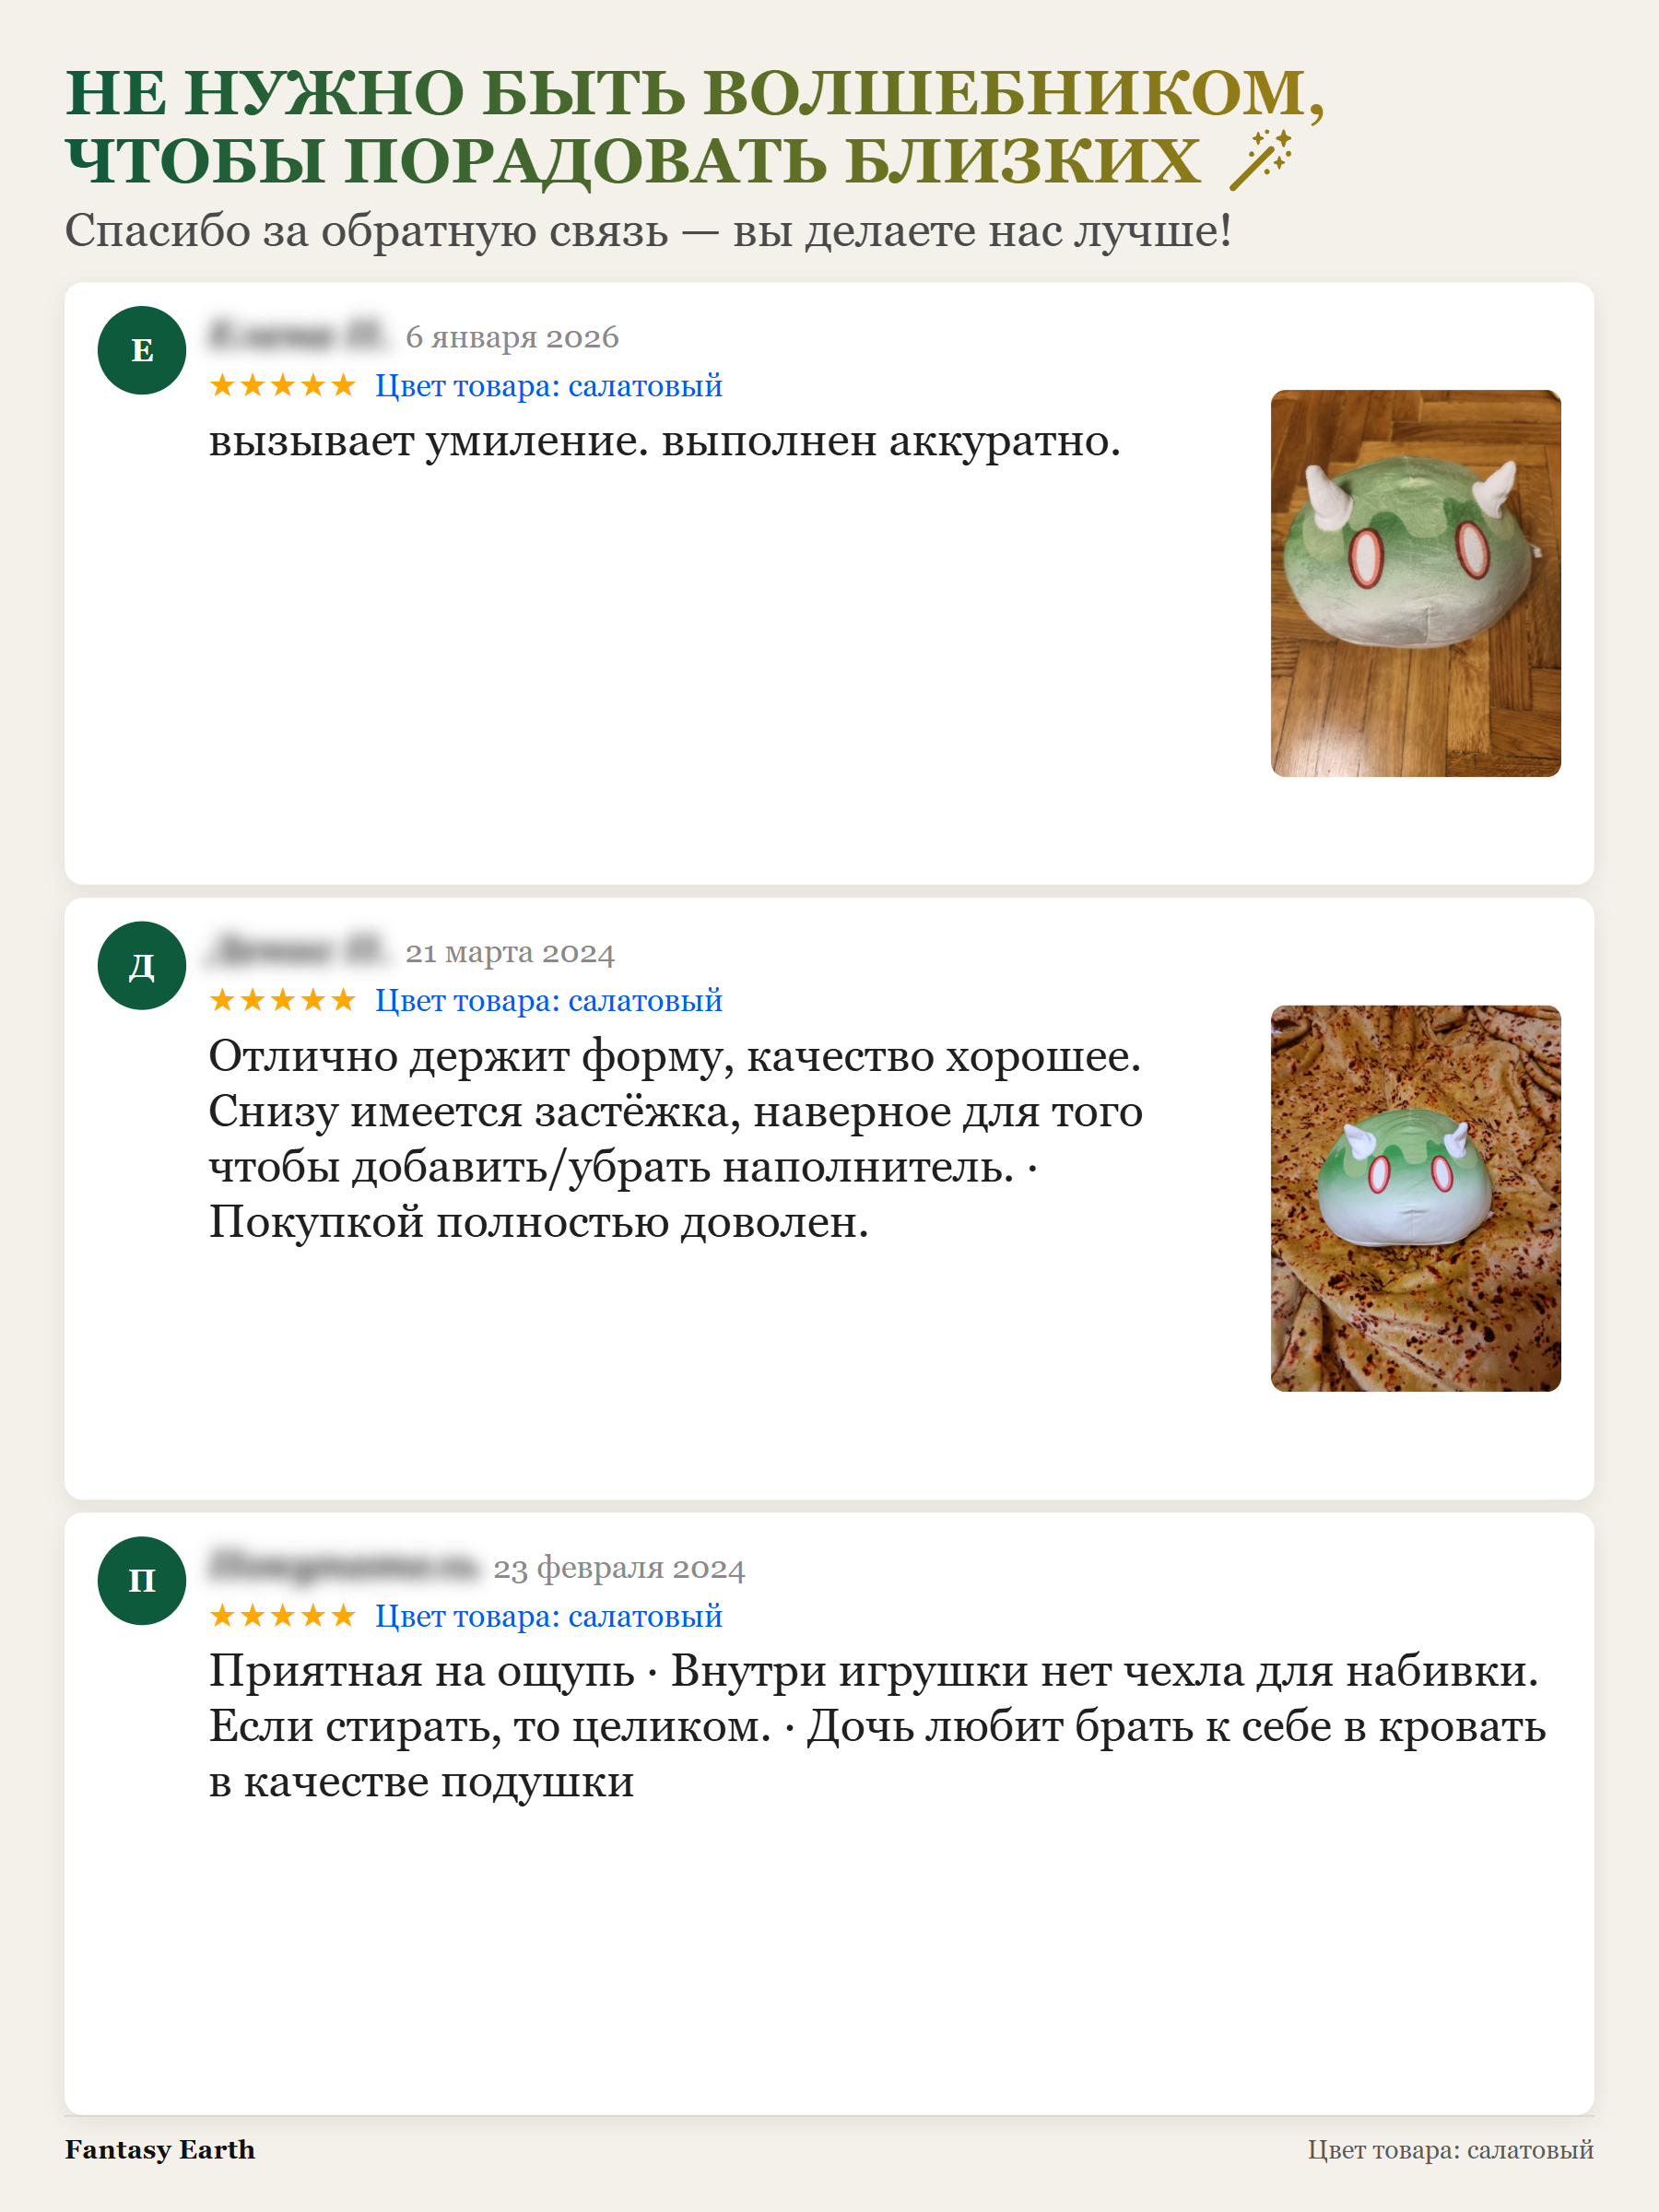 НЕ НУЖНО БЫТЬ ВОЛШЕБНИКОМ,
ЧТОБЫ ПОРАДОВАТЬ БЛИЗКИХ
Спасибо за обратную связь — вы делаете нас лучше!
Е
6 января 2026
★★★★★ Цвет товара: салатовый
вызывает умиление. выполнен аккуратно.
Д
21 марта 2024
★★★★★ Цвет товара: салатовый
Отлично держит форму, качество хорошее.
Снизу имеется застёжка, наверное для того
чтобы добавить/убрать наполнитель. ·
Покупкой полностью доволен.
П
23 февраля 2024
★★★★★ Цвет товара: салатовый
Приятная на ощупь · Внутри игрушки нет чехла для набивки.
Если стирать, то целиком. · Дочь любит брать к себе в кровать
в качестве подушки
Fantasy Earth
Цвет товара: салатовый